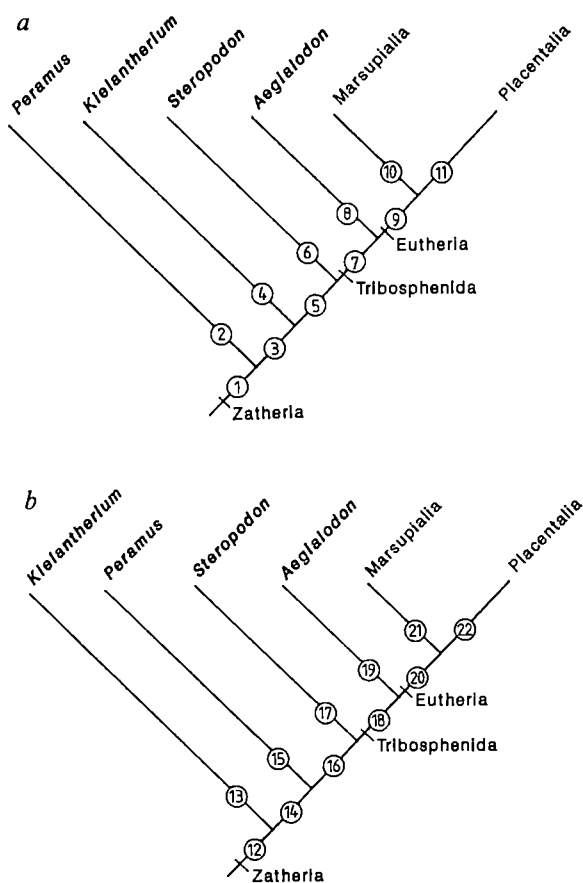 a
Peramus
Kielantherium
Steropodon
Aegialodon
Marsupialia
Placentalia
10
11
8
9
Eutheria
6
7
Tribosphenida
4
5
2
3
1
Zatheria
b
Kielantherium
Peramus
Steropodon
Aegialodon
Marsupialia
Placentalia
21
22
19
20
Eutheria
17
18
Tribosphenida
15
16
13
14
12
Zatheria